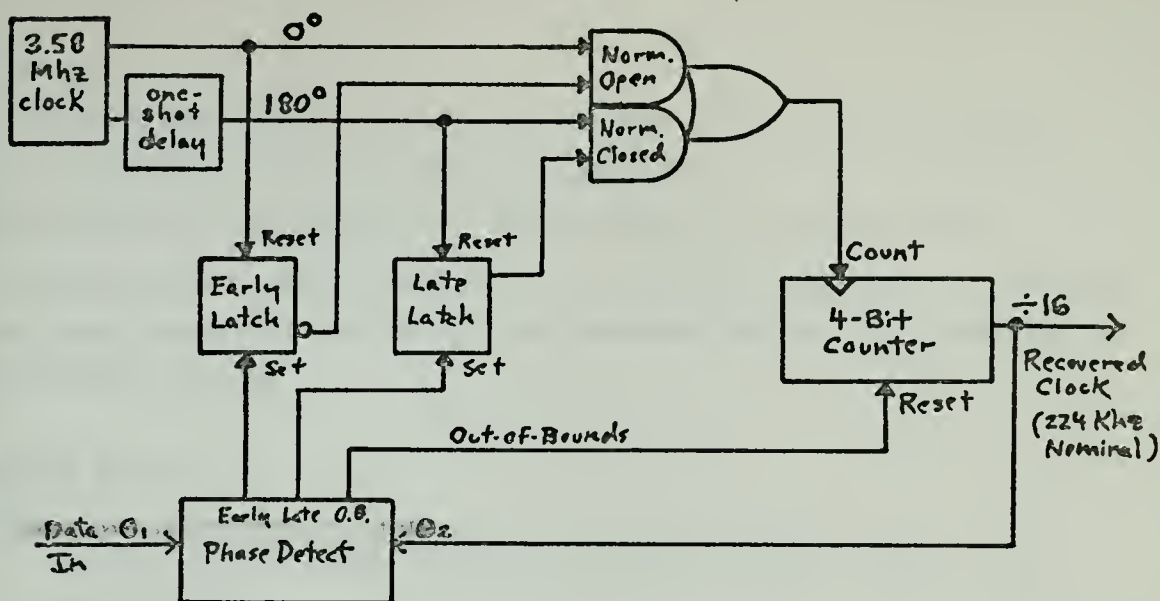 0°
3.58
Mhz
clock
one-
shot
delay
180°
Norm.
Open
Norm.
Closed
Reset
Reset
Early
Latch
Late
Latch
Set
Set
Count
4-Bit
Counter
÷16
Recovered
Clock
(224 Khz
Nominal)
Reset
Out-of-Bounds
Early Late O.B.
Phase Detect
Data θ1
In
θ2